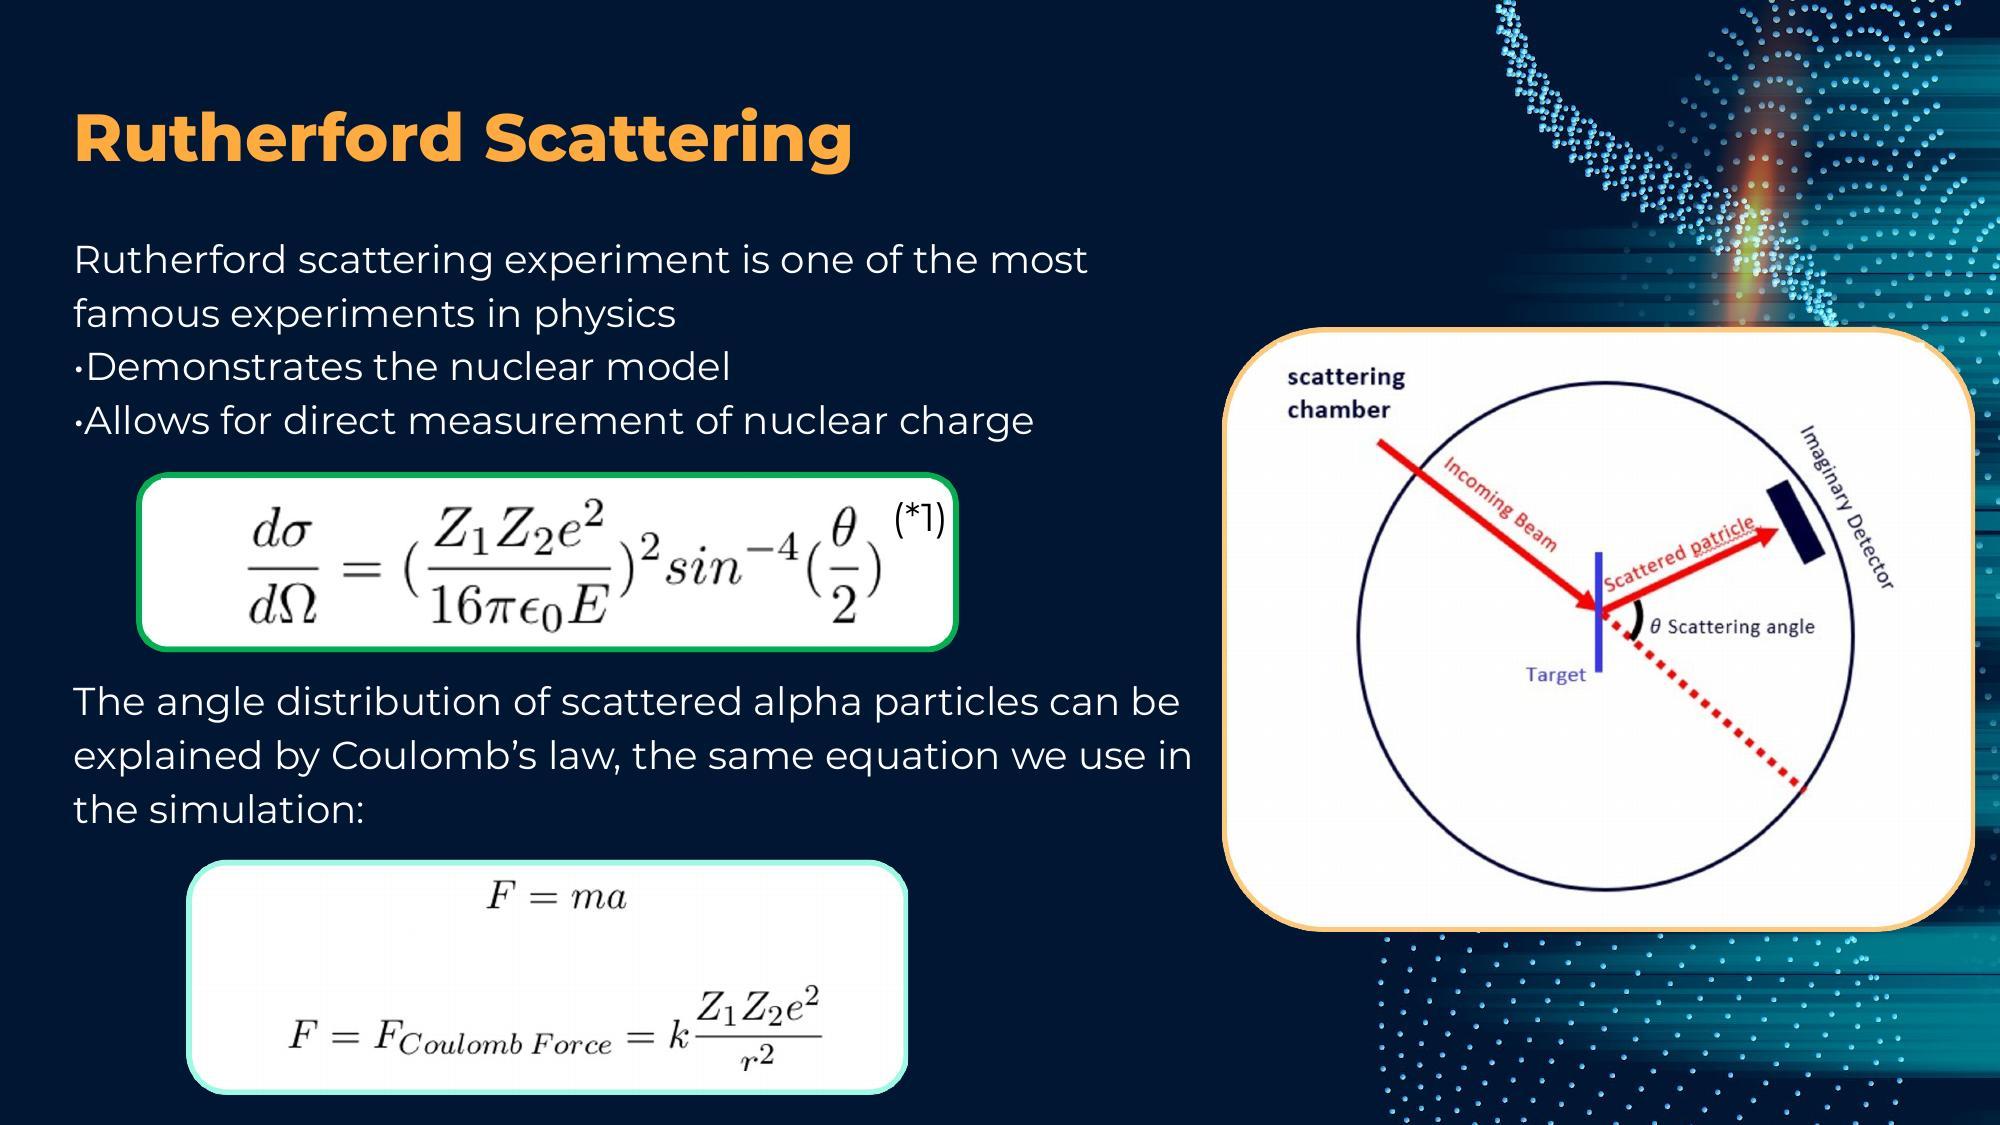 Rutherford Scattering
Rutherford scattering experiment is one of the most
famous experiments in physics
•Demonstrates the nuclear model
•Allows for direct measurement of nuclear charge
\frac{d\sigma}{d\Omega} = (\frac{Z_1 Z_2 e^2}{16\pi\epsilon_0 E})^2 sin^{-4}(\frac{\theta}{2}) (*1)
The angle distribution of scattered alpha particles can be
explained by Coulomb’s law, the same equation we use in
the simulation:
F = ma
F = F_{Coulomb Force} = k\frac{Z_1 Z_2 e^2}{r^2}
scattering
chamber
Incoming Beam
Scattered patricle
Imaginary Detector
θ Scattering angle
Target